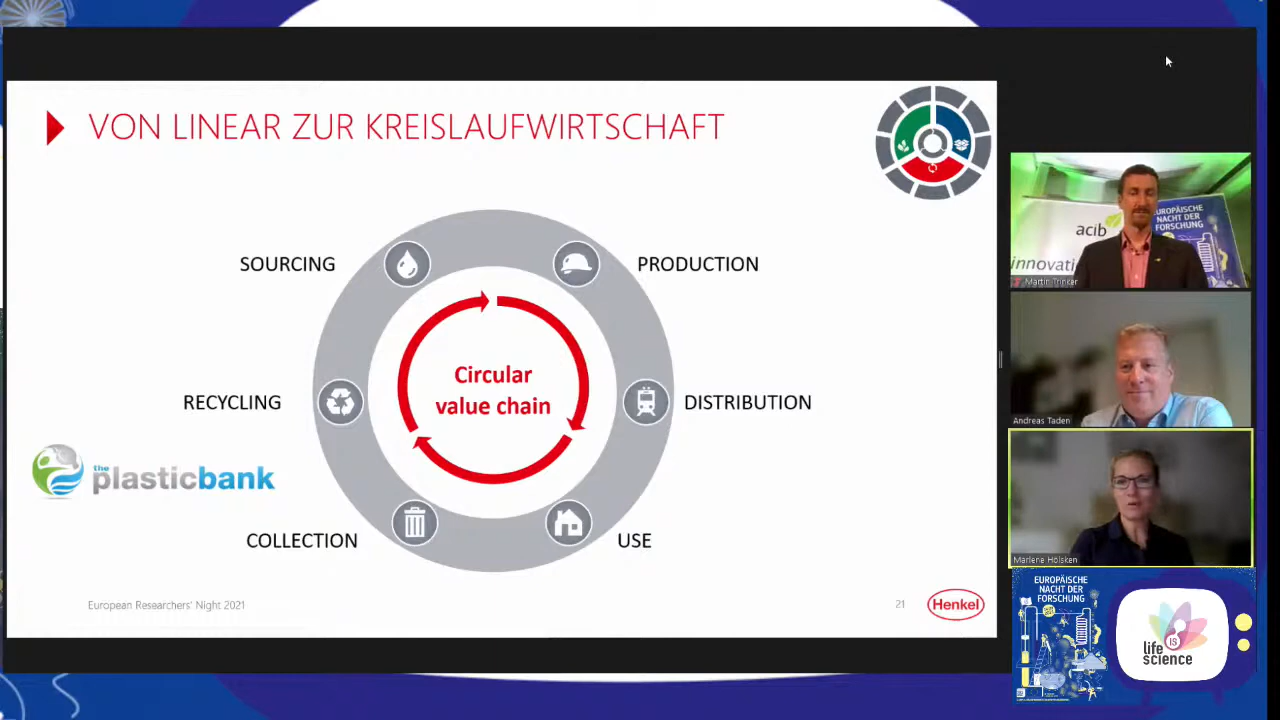 VON LINEAR ZUR KREISLAUFWIRTSCHAFT
SOURCING
PRODUCTION
RECYCLING
Circular
value chain
DISTRIBUTION
the plasticbank
COLLECTION
USE
European Researchers' Night 2021
21
Henkel
acib
innovati
EUROPÄISCHE
NACHT DER
FORSCHUNG
Martin Trinker
Andreas Taden
Marlene Hölsken
EUROPÄISCHE
NACHT DER
FORSCHUNG
life
is
science